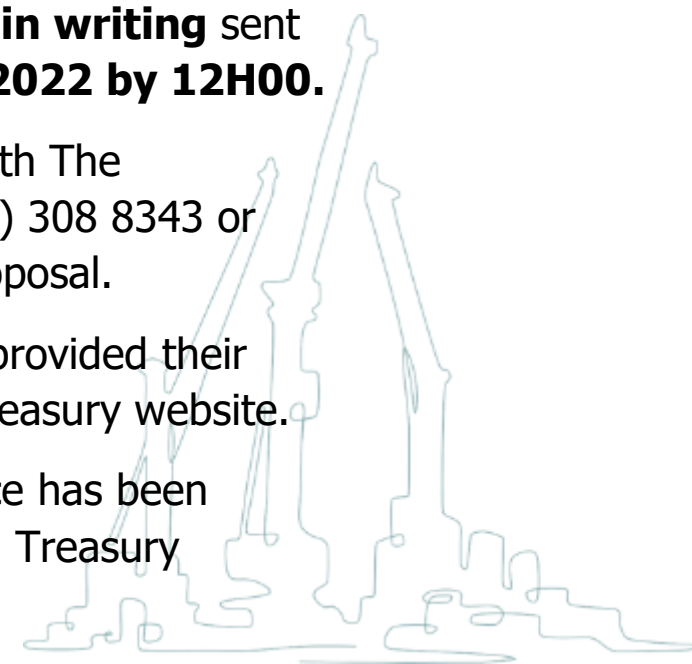 in writing sent
2022 by 12H00.
th The
) 308 8343 or
oposal.
provided their
easury website.
e has been
Treasury